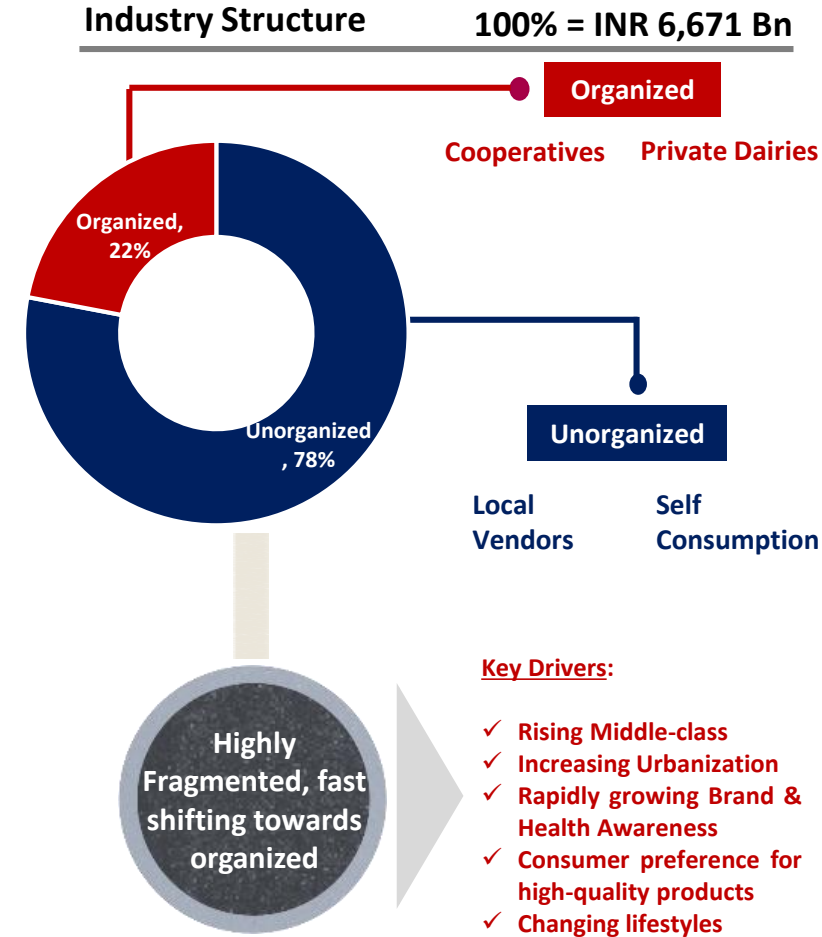 Industry Structure 100% = INR 6,671 Bn
Organized
Cooperatives Private Dairies
Organized,
22%
Unorganized
, 78%
Unorganized
Local
Vendors
Self
Consumption
Highly
Fragmented, fast
shifting towards
organized
Key Drivers:
✓ Rising Middle-class
✓ Increasing Urbanization
✓ Rapidly growing Brand &
Health Awareness
✓ Consumer preference for
high-quality products
✓ Changing lifestyles